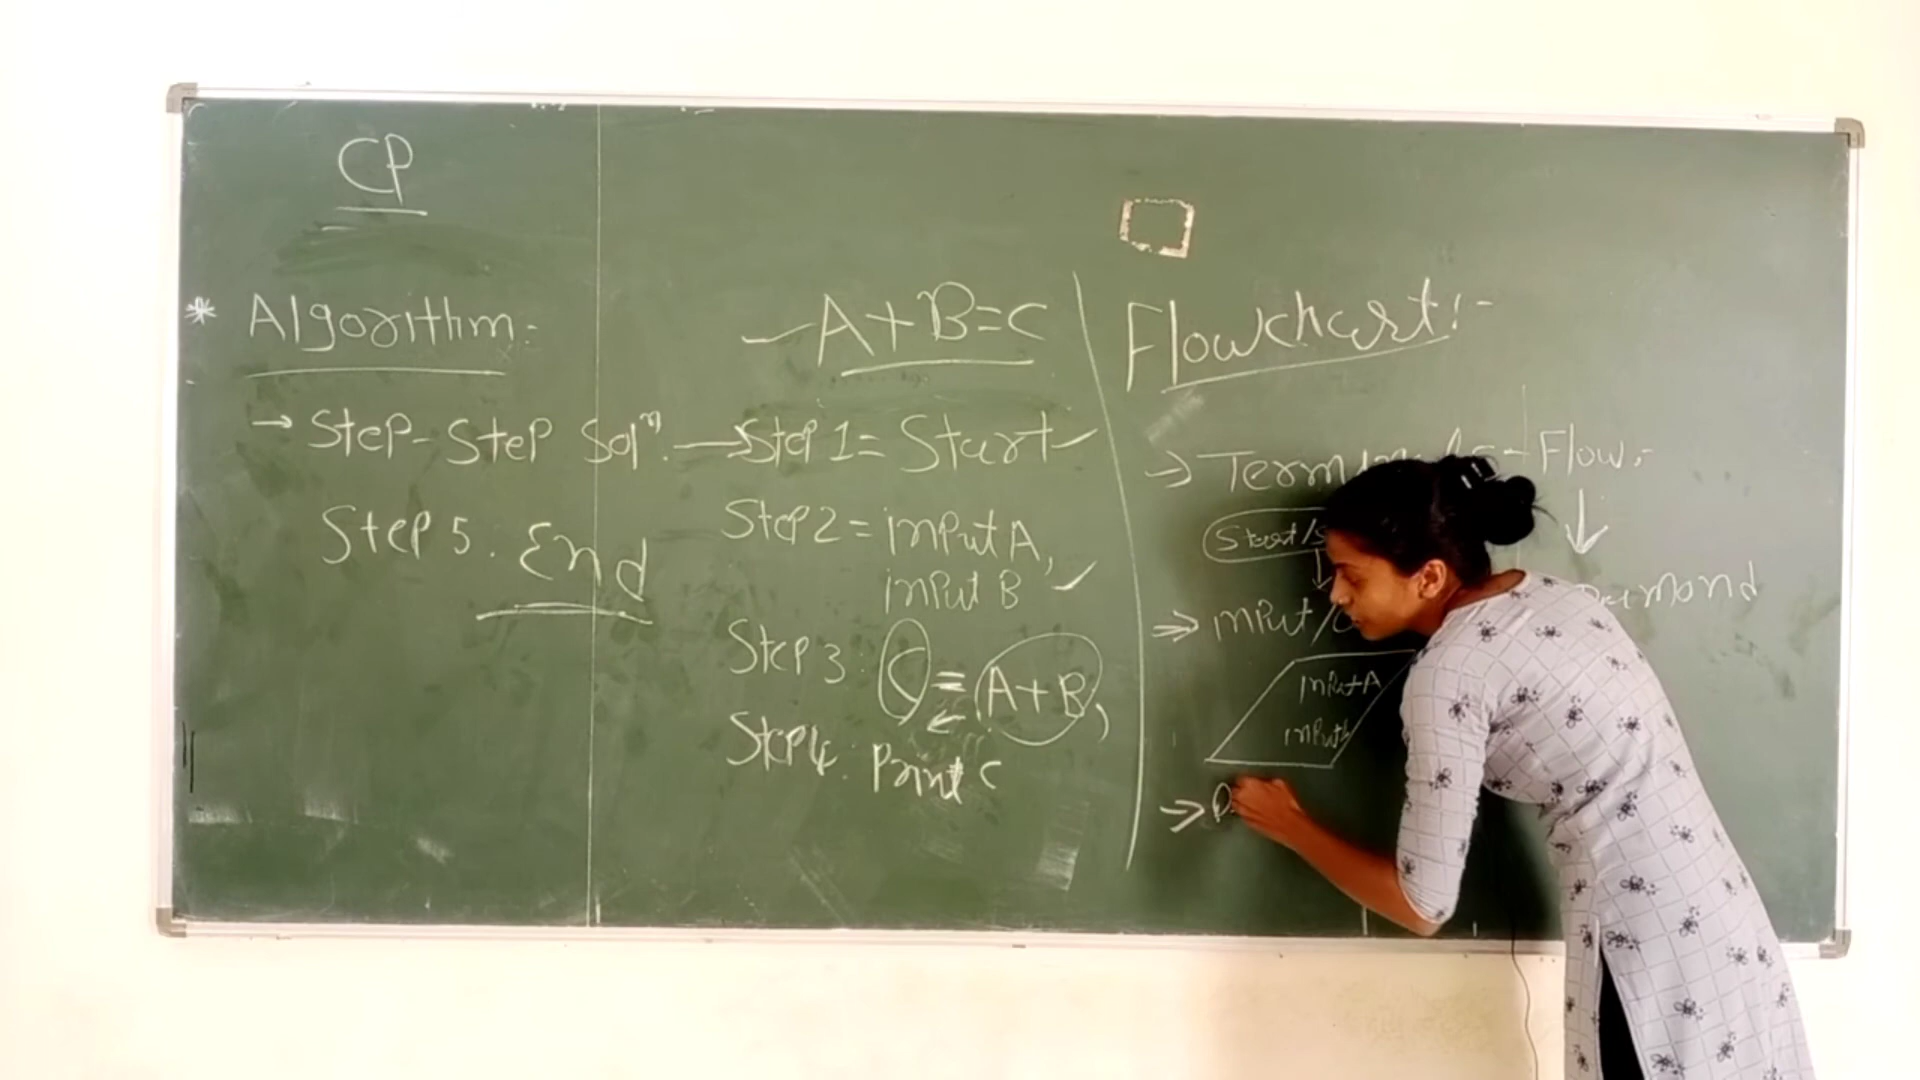 CP
* Algorithm:
→ Step-Step Solⁿ.
Step 5. End
A+B=C
→ Step 1 = Start
Step 2 = input A,
input B
Step 3: C = A+B,
Step 4: Print C
Flowchart:-
Start/
⇒ input/
input A
input
Flow:-
↓